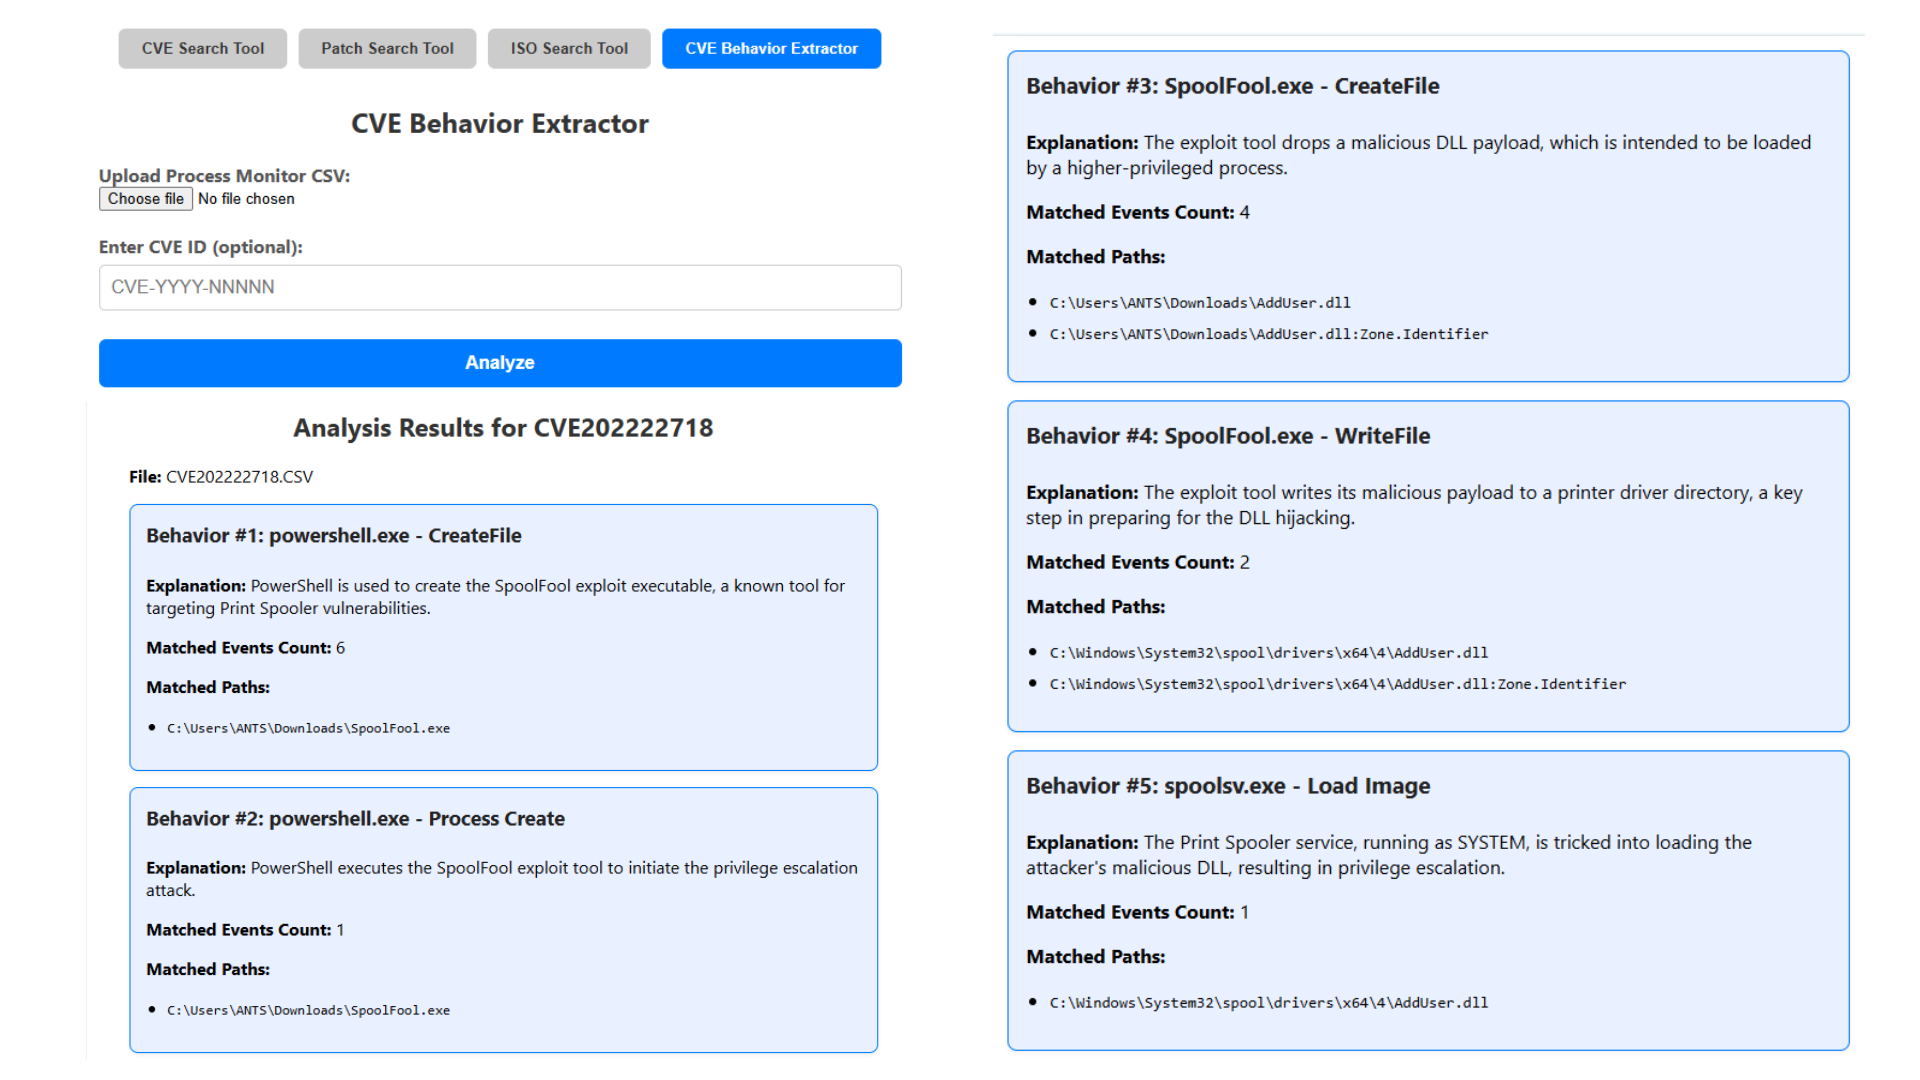 CVE Search Tool
Patch Search Tool
ISO Search Tool
CVE Behavior Extractor
CVE Behavior Extractor
Upload Process Monitor CSV:
Choose file No file chosen
Enter CVE ID (optional):
CVE-YYYY-NNNNN
Analyze
Analysis Results for CVE202222718
File: CVE202222718.CSV
Behavior #1: powershell.exe - CreateFile
Explanation: PowerShell is used to create the SpoolFool exploit executable, a known tool for
targeting Print Spooler vulnerabilities.
Matched Events Count: 6
Matched Paths:
• C:\Users\ANTS\Downloads\SpoolFool.exe
Behavior #2: powershell.exe - Process Create
Explanation: PowerShell executes the SpoolFool exploit tool to initiate the privilege escalation
attack.
Matched Events Count: 1
Matched Paths:
• C:\Users\ANTS\Downloads\SpoolFool.exe
Behavior #3: SpoolFool.exe - CreateFile
Explanation: The exploit tool drops a malicious DLL payload, which is intended to be loaded
by a higher-privileged process.
Matched Events Count: 4
Matched Paths:
• C:\Users\ANTS\Downloads\AddUser.dll
• C:\Users\ANTS\Downloads\AddUser.dll:Zone.Identifier
Behavior #4: SpoolFool.exe - WriteFile
Explanation: The exploit tool writes its malicious payload to a printer driver directory, a key
step in preparing for the DLL hijacking.
Matched Events Count: 2
Matched Paths:
• C:\Windows\System32\spool\drivers\x64\4\AddUser.dll
• C:\Windows\System32\spool\drivers\x64\4\AddUser.dll:Zone.Identifier
Behavior #5: spoolsv.exe - Load Image
Explanation: The Print Spooler service, running as SYSTEM, is tricked into loading the
attacker's malicious DLL, resulting in privilege escalation.
Matched Events Count: 1
Matched Paths:
• C:\Windows\System32\spool\drivers\x64\4\AddUser.dll